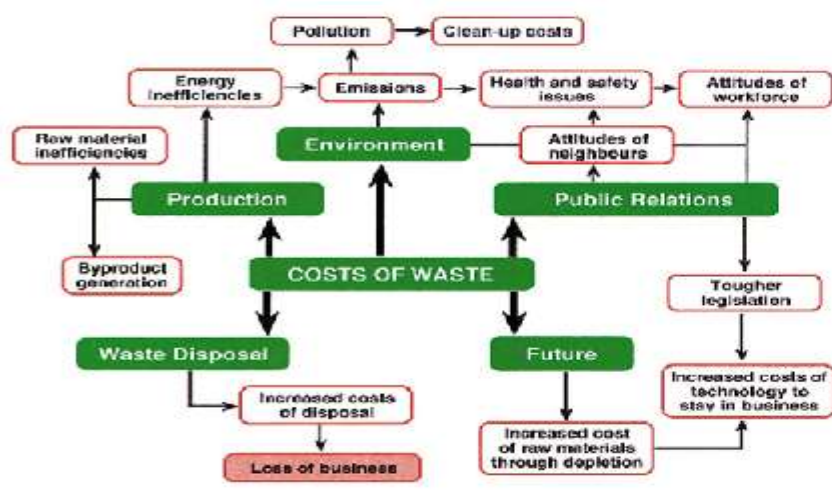 Pollution
Clean-up costs
Energy
inefficiencies
Emissions
Health and safety
issues
Attitudes of
workforce
Raw material
inefficiencies
Environment
Attitudes of
neighbours
Production
Public Relations
Byproduct
generation
COSTS OF WASTE
Tougher
legislation
Waste Disposal
Future
Increased costs
of disposal
Increased costs of
technology to
stay in business
Increased cost
of raw materials
through depletion
Loss of business